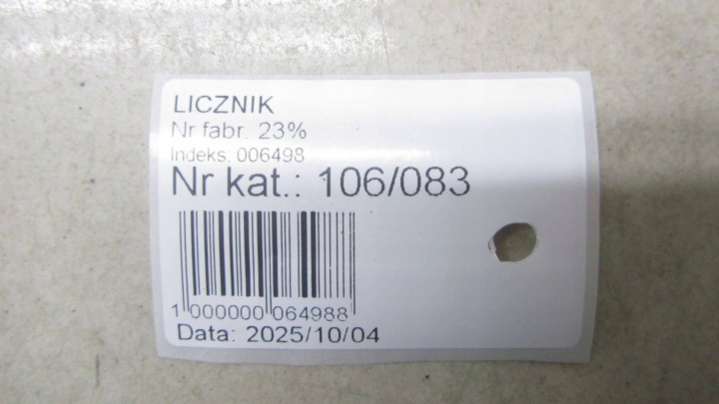 LICZNIK
Nr fabr. 23%
Indeks: 006498
Nr kat.: 106/083
1 000000 064988
Data: 2025/10/04